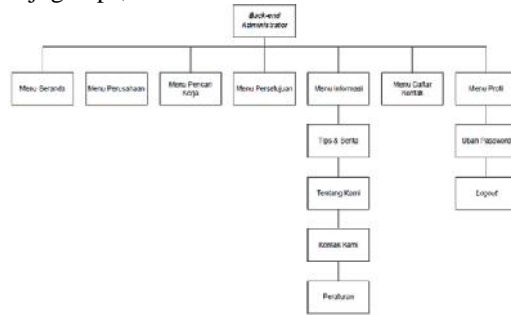 Back-end
Administrator
Menu Beranda
Menu Perusahaan
Menu Pencari
Kerja
Menu Persetujuan
Menu Informasi
Menu Daftar
Kontak
Menu Profil
Tips & Berita
Ubah Password
Tentang Kami
Logout
Kontak Kami
Peraturan